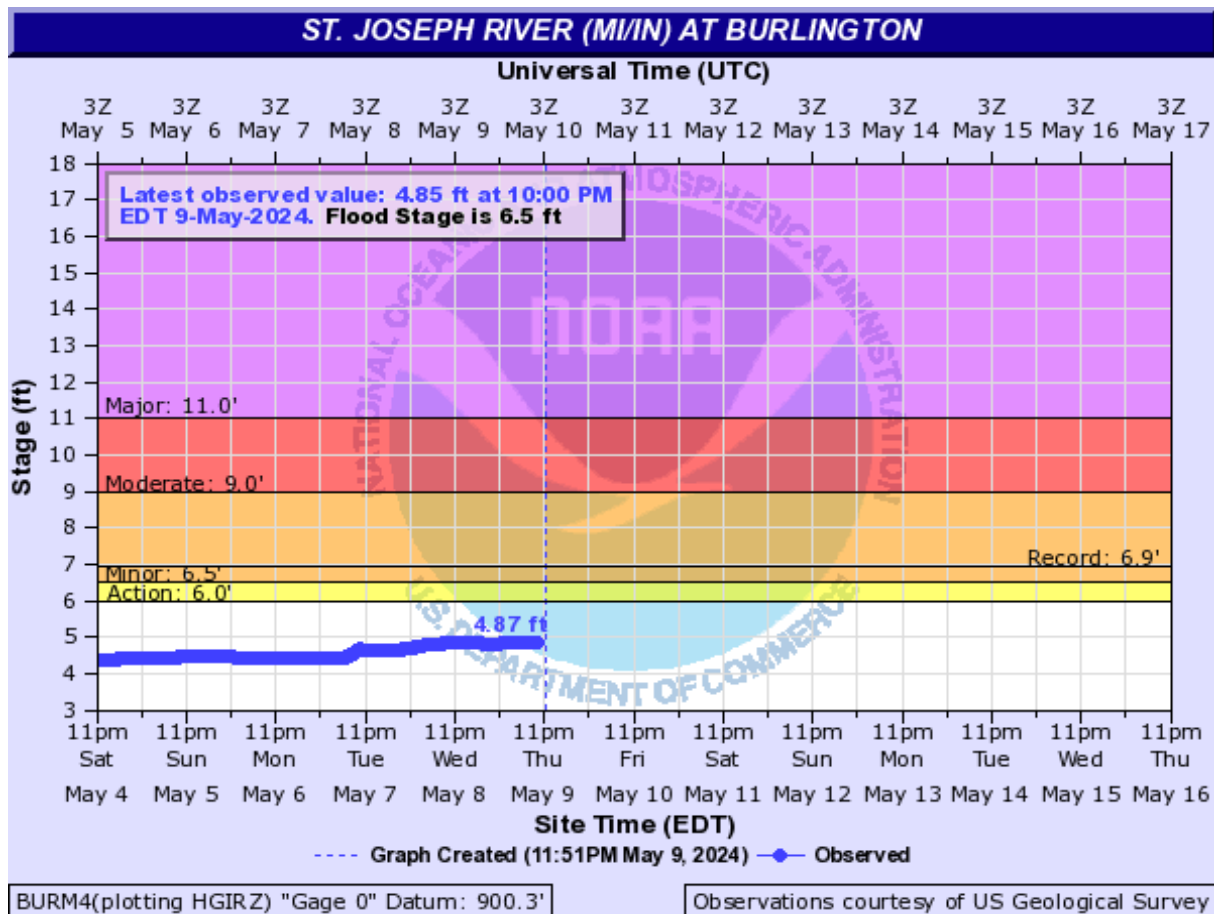 ST. JOSEPH RIVER (MI/IN) AT BURLINGTON
Universal Time (UTC)
3Z 3Z 3Z 3Z 3Z 3Z 3Z 3Z 3Z 3Z 3Z 3Z 3Z
May 5 May 6 May 7 May 8 May 9 May 10 May 11 May 12 May 13 May 14 May 15 May 16 May 17
Latest observed value: 4.85 ft at 10:00 PM
EDT 9-May-2024. Flood Stage is 6.5 ft
Stage (ft)
18
17
16
15
14
13
12
11
10
9
8
7
6
5
4
3
NATIONAL OCEANIC ATMOSPHERIC ADMINISTRATION
NOAA
U.S. DEPARTMENT OF COMMERCE
Major: 11.0'
Moderate: 9.0'
Record: 6.9'
Minor: 6.5'
Action: 6.0'
4.87 ft
11pm 11pm 11pm 11pm 11pm 11pm 11pm 11pm 11pm 11pm 11pm 11pm 11pm
Sat Sun Mon Tue Wed Thu Fri Sat Sun Mon Tue Wed Thu
May 4 May 5 May 6 May 7 May 8 May 9 May 10 May 11 May 12 May 13 May 14 May 15 May 16
Site Time (EDT)
Graph Created (11:51PM May 9, 2024) Observed
BURM4(plotting HGIRZ) "Gage 0" Datum: 900.3'
Observations courtesy of US Geological Survey